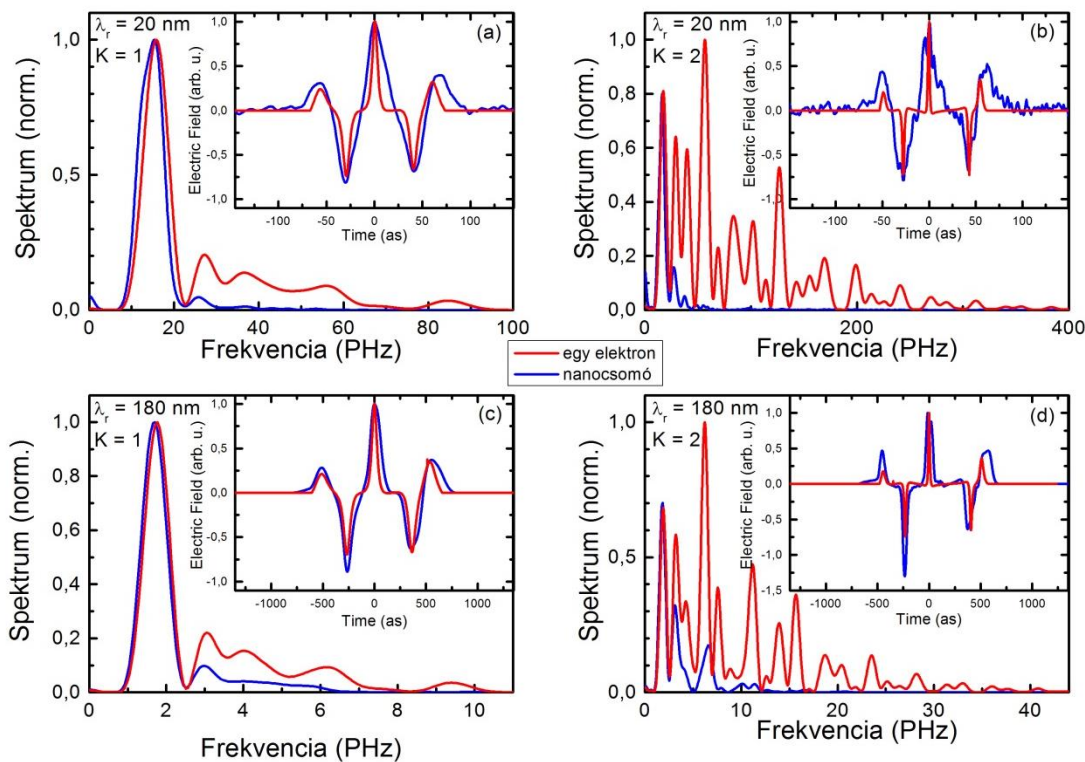 λr = 20 nm
K = 1
(a)
Spektrum (norm.)
1,0
0,5
0,0
0 20 40 60 80 100
Frekvencia (PHz)
Electric Field (arb. u.)
1,0
0,5
0,0
-0,5
-1,0
-100 -50 0 50 100
Time (as)
λr = 20 nm
K = 2
(b)
Spektrum (norm.)
1,0
0,8
0,5
0,2
0,0
0 200 400
Frekvencia (PHz)
Electric Field (arb. u.)
1,0
0,5
0,0
-0,5
-1,0
-100 -50 0 50 100
Time (as)
egy elektron
nanocsomó
λr = 180 nm
K = 1
(c)
Spektrum (norm.)
1,0
0,8
0,6
0,4
0,2
0,0
0 2 4 6 8 10
Frekvencia (PHz)
Electric Field (arb. u.)
1,0
0,5
0,0
-0,5
-1,0
-1000 -500 0 500 1000
Time (as)
λr = 180 nm
K = 2
(d)
Spektrum (norm.)
1,0
0,5
0,0
0 10 20 30 40
Frekvencia (PHz)
Electric Field (arb. u.)
1,0
0,5
0,0
-0,5
-1,0
-1,5
-1000 -500 0 500 1000
Time (as)